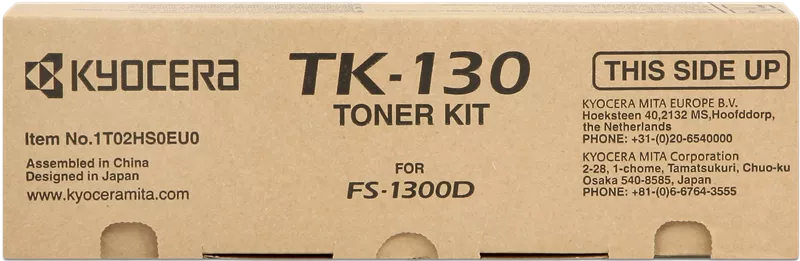 KYOCERA
TK-130
TONER KIT
THIS SIDE UP
Item No.1T02HS0EU0
Assembled in China
Designed in Japan
www.kyoceramita.com
FOR
FS-1300D
KYOCERA MITA EUROPE B.V.
Hoeksteen 40,2132 MS,Hoofddorp,
the Netherlands
PHONE: +31-(0)20-6540000
KYOCERA MITA Corporation
2-28, 1-chome, Tamatsukuri, Chuo-ku
Osaka 540-8585, Japan
PHONE: +81-(0)6-6764-3555